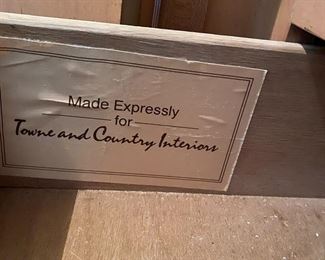 Made Expressly
for
Towne and Country Interiors